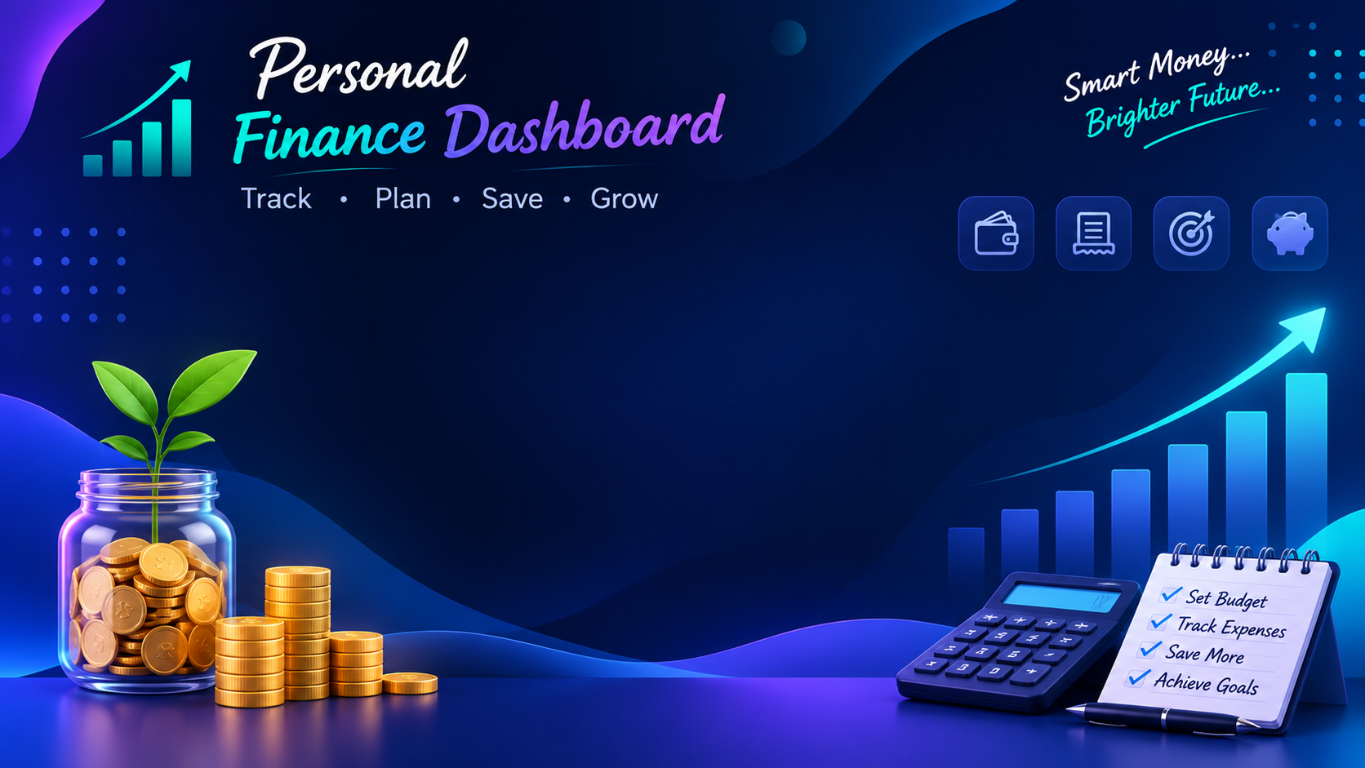 Personal
Finance Dashboard
Track • Plan • Save • Grow
Smart Money...
Brighter Future...
Set Budget
Track Expenses
Save More
Achieve Goals